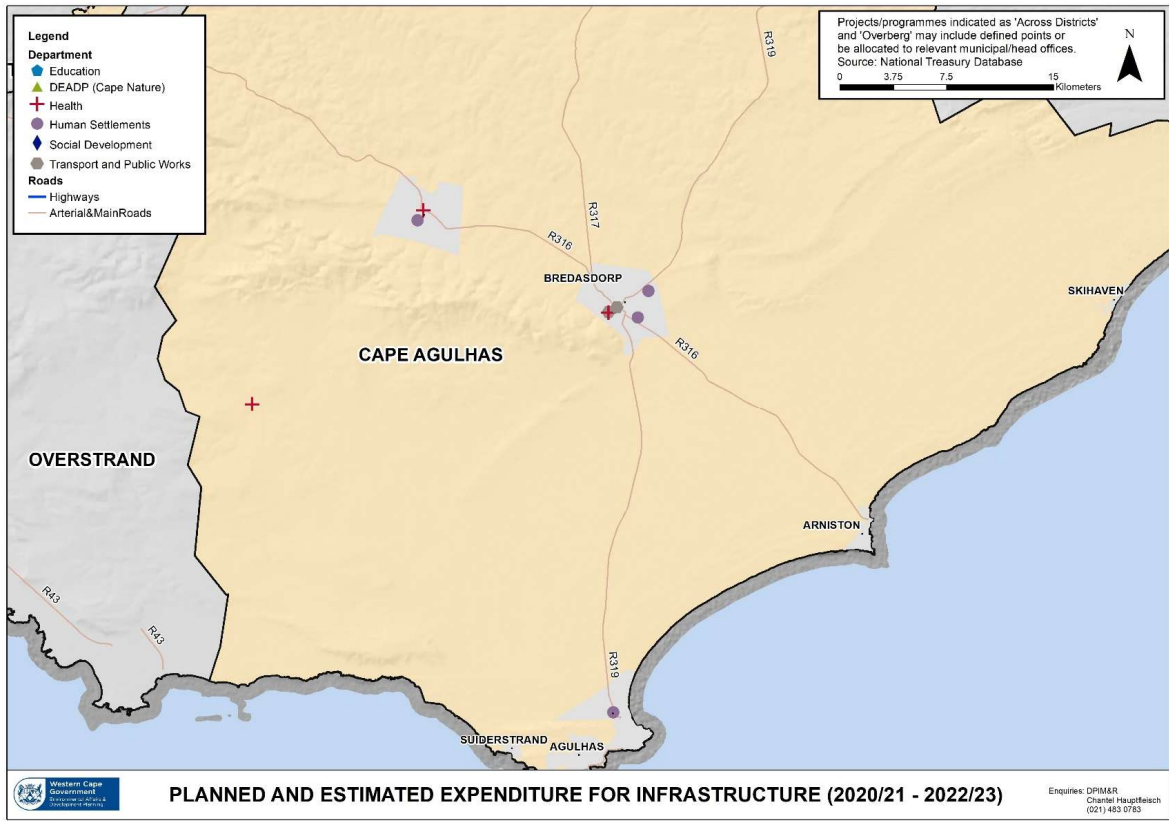 Legend
Department
Education
DEADP (Cape Nature)
Health
Human Settlements
Social Development
Transport and Public Works
Roads
Highways
Arterial&MainRoads
Projects/programmes indicated as 'Across Districts'
and 'Overberg' may include defined points or
be allocated to relevant municipal/head offices.
Source: National Treasury Database
0 3.75 7.5 15
Kilometers
N
R319
R317
R316
BREDASDORP
SKIHAVEN
R316
CAPE AGULHAS
OVERSTRAND
ARNISTON
R43
R43
R319
SUIDERSTRAND
AGULHAS
Western Cape
Government
Environmental Affairs &
Development Planning
PLANNED AND ESTIMATED EXPENDITURE FOR INFRASTRUCTURE (2020/21 - 2022/23)
Enquiries: DPIM&R
Chantel Hauptfleisch
(021) 483 0783